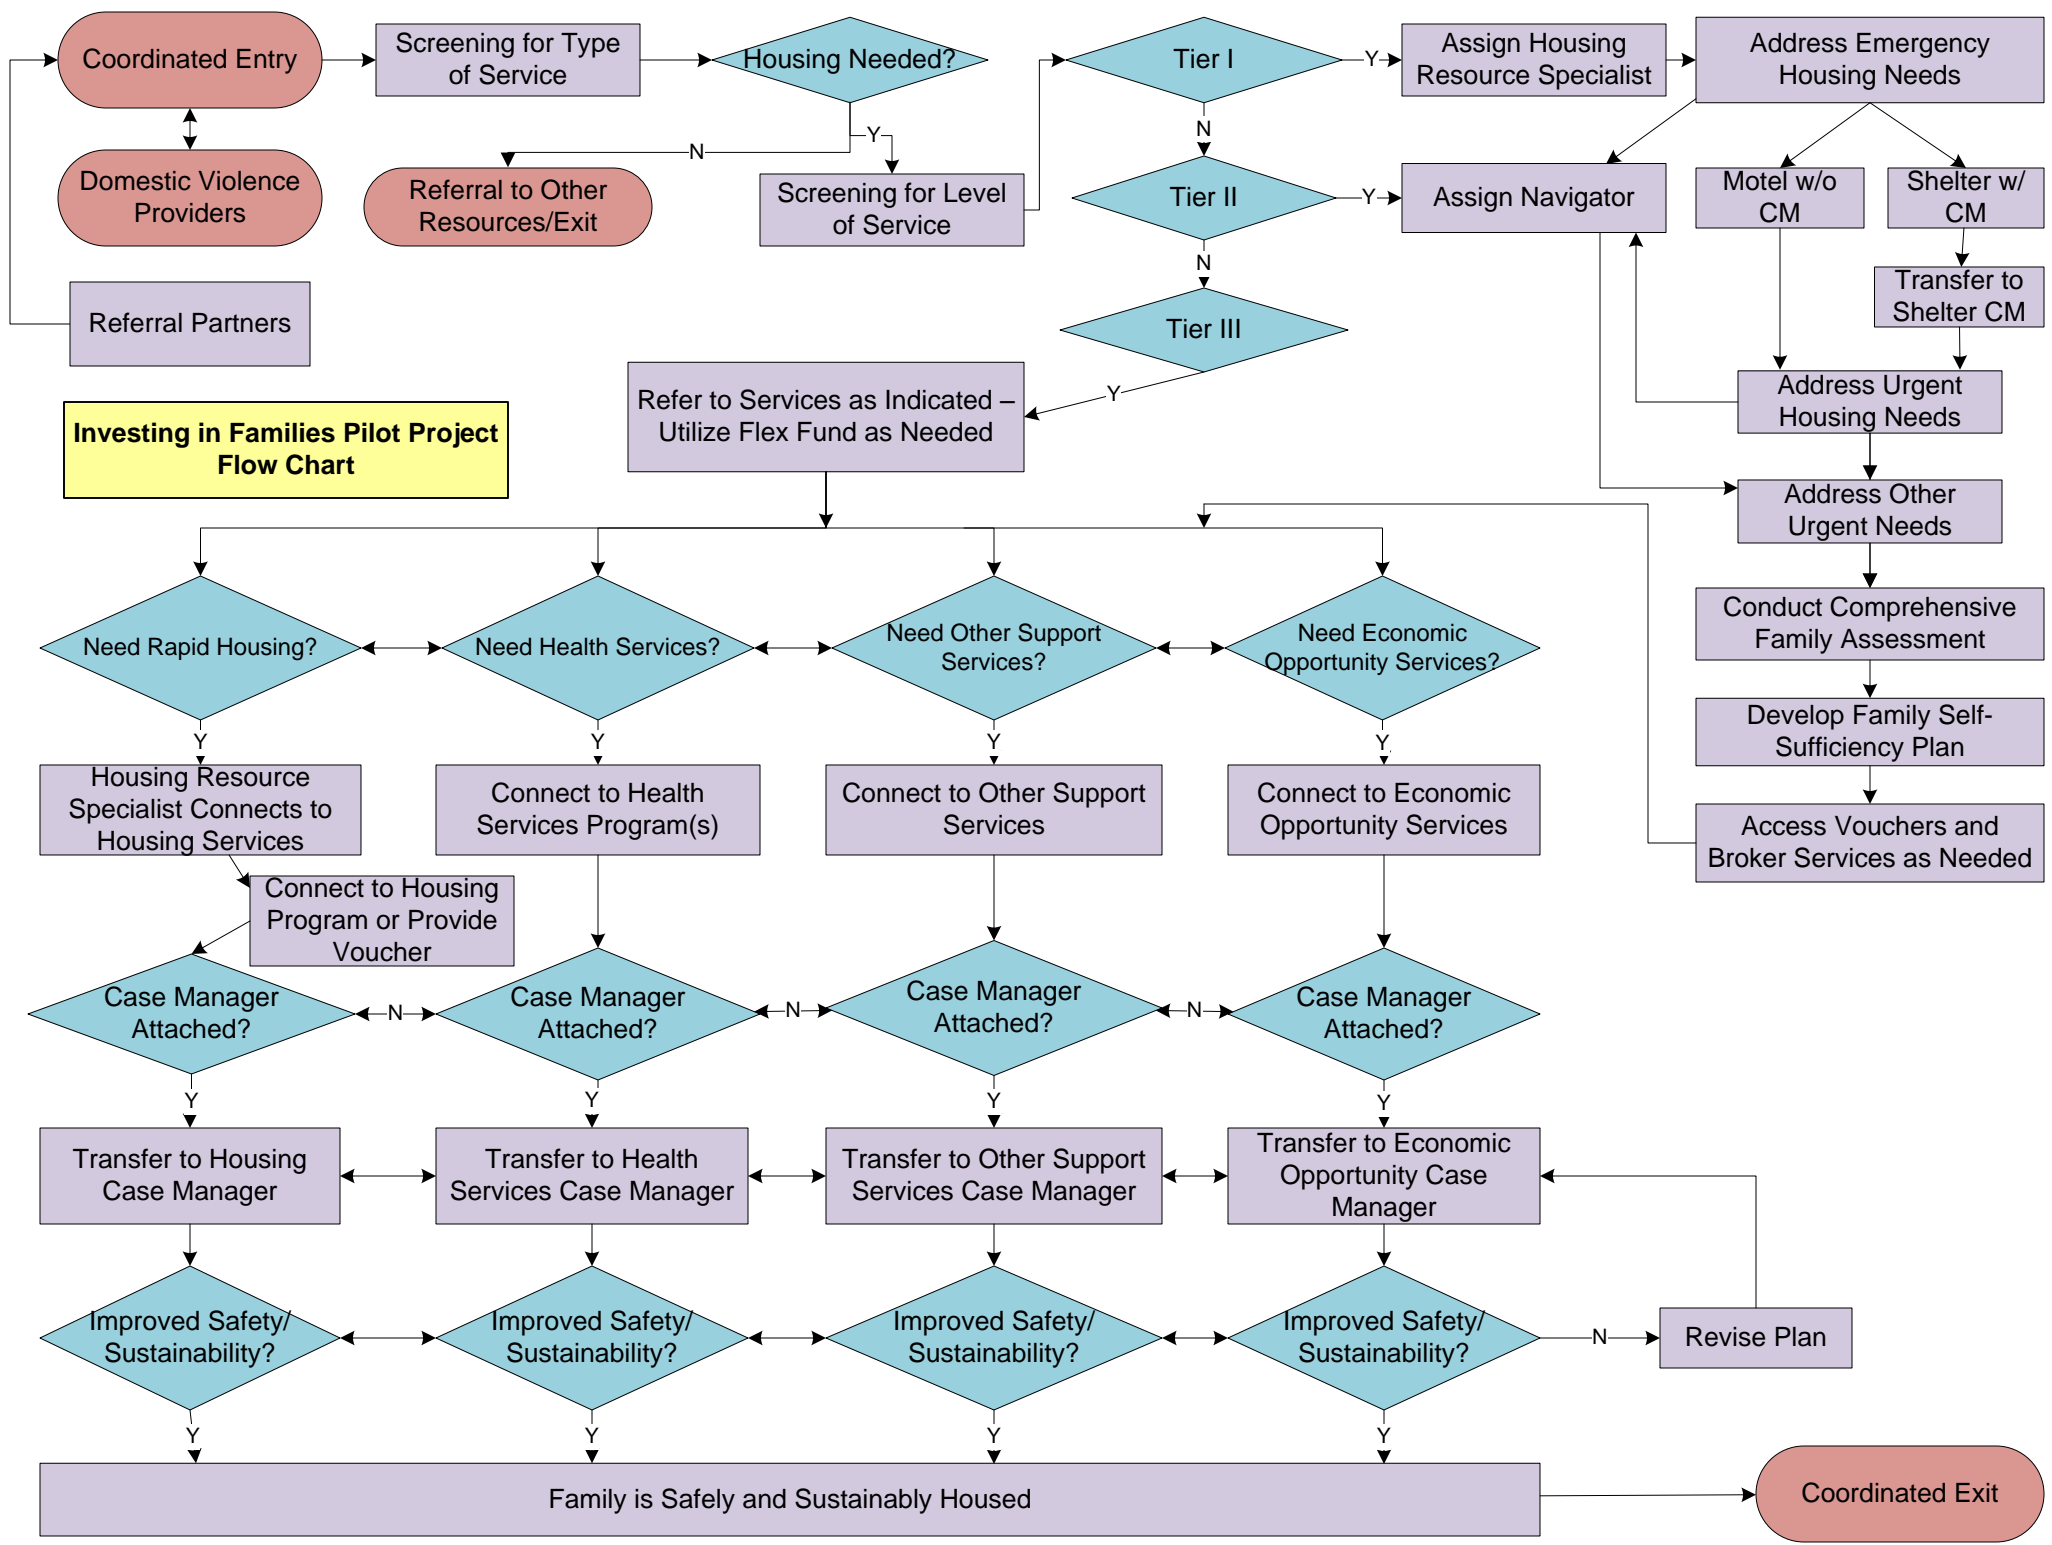 Coordinated Entry
Screening for Type
of Service
Housing Needed?
Tier I
Y
Assign Housing
Resource Specialist
Address Emergency
Housing Needs
N
Y
N
Domestic Violence
Providers
Referral to Other
Resources/Exit
Screening for Level
of Service
Tier II
Y
Assign Navigator
Motel w/o
CM
Shelter w/
CM
N
Referral Partners
Tier III
Transfer to
Shelter CM
Y
Refer to Services as Indicated –
Utilize Flex Fund as Needed
Address Urgent
Housing Needs
Investing in Families Pilot Project
Flow Chart
Address Other
Urgent Needs
Conduct Comprehensive
Family Assessment
Develop Family Self-
Sufficiency Plan
Access Vouchers and
Broker Services as Needed
Need Rapid Housing?
Need Health Services?
Need Other Support
Services?
Need Economic
Opportunity Services?
Y
Y
Y
Y
Housing Resource
Specialist Connects to
Housing Services
Connect to Health
Services Program(s)
Connect to Other Support
Services
Connect to Economic
Opportunity Services
Connect to Housing
Program or Provide
Voucher
Case Manager
Attached?
N
Case Manager
Attached?
N
Case Manager
Attached?
N
Case Manager
Attached?
Y
Y
Y
Y
Transfer to Housing
Case Manager
Transfer to Health
Services Case Manager
Transfer to Other Support
Services Case Manager
Transfer to Economic
Opportunity Case
Manager
Improved Safety/
Sustainability?
Improved Safety/
Sustainability?
Improved Safety/
Sustainability?
Improved Safety/
Sustainability?
N
Revise Plan
Y
Y
Y
Y
Family is Safely and Sustainably Housed
Coordinated Exit